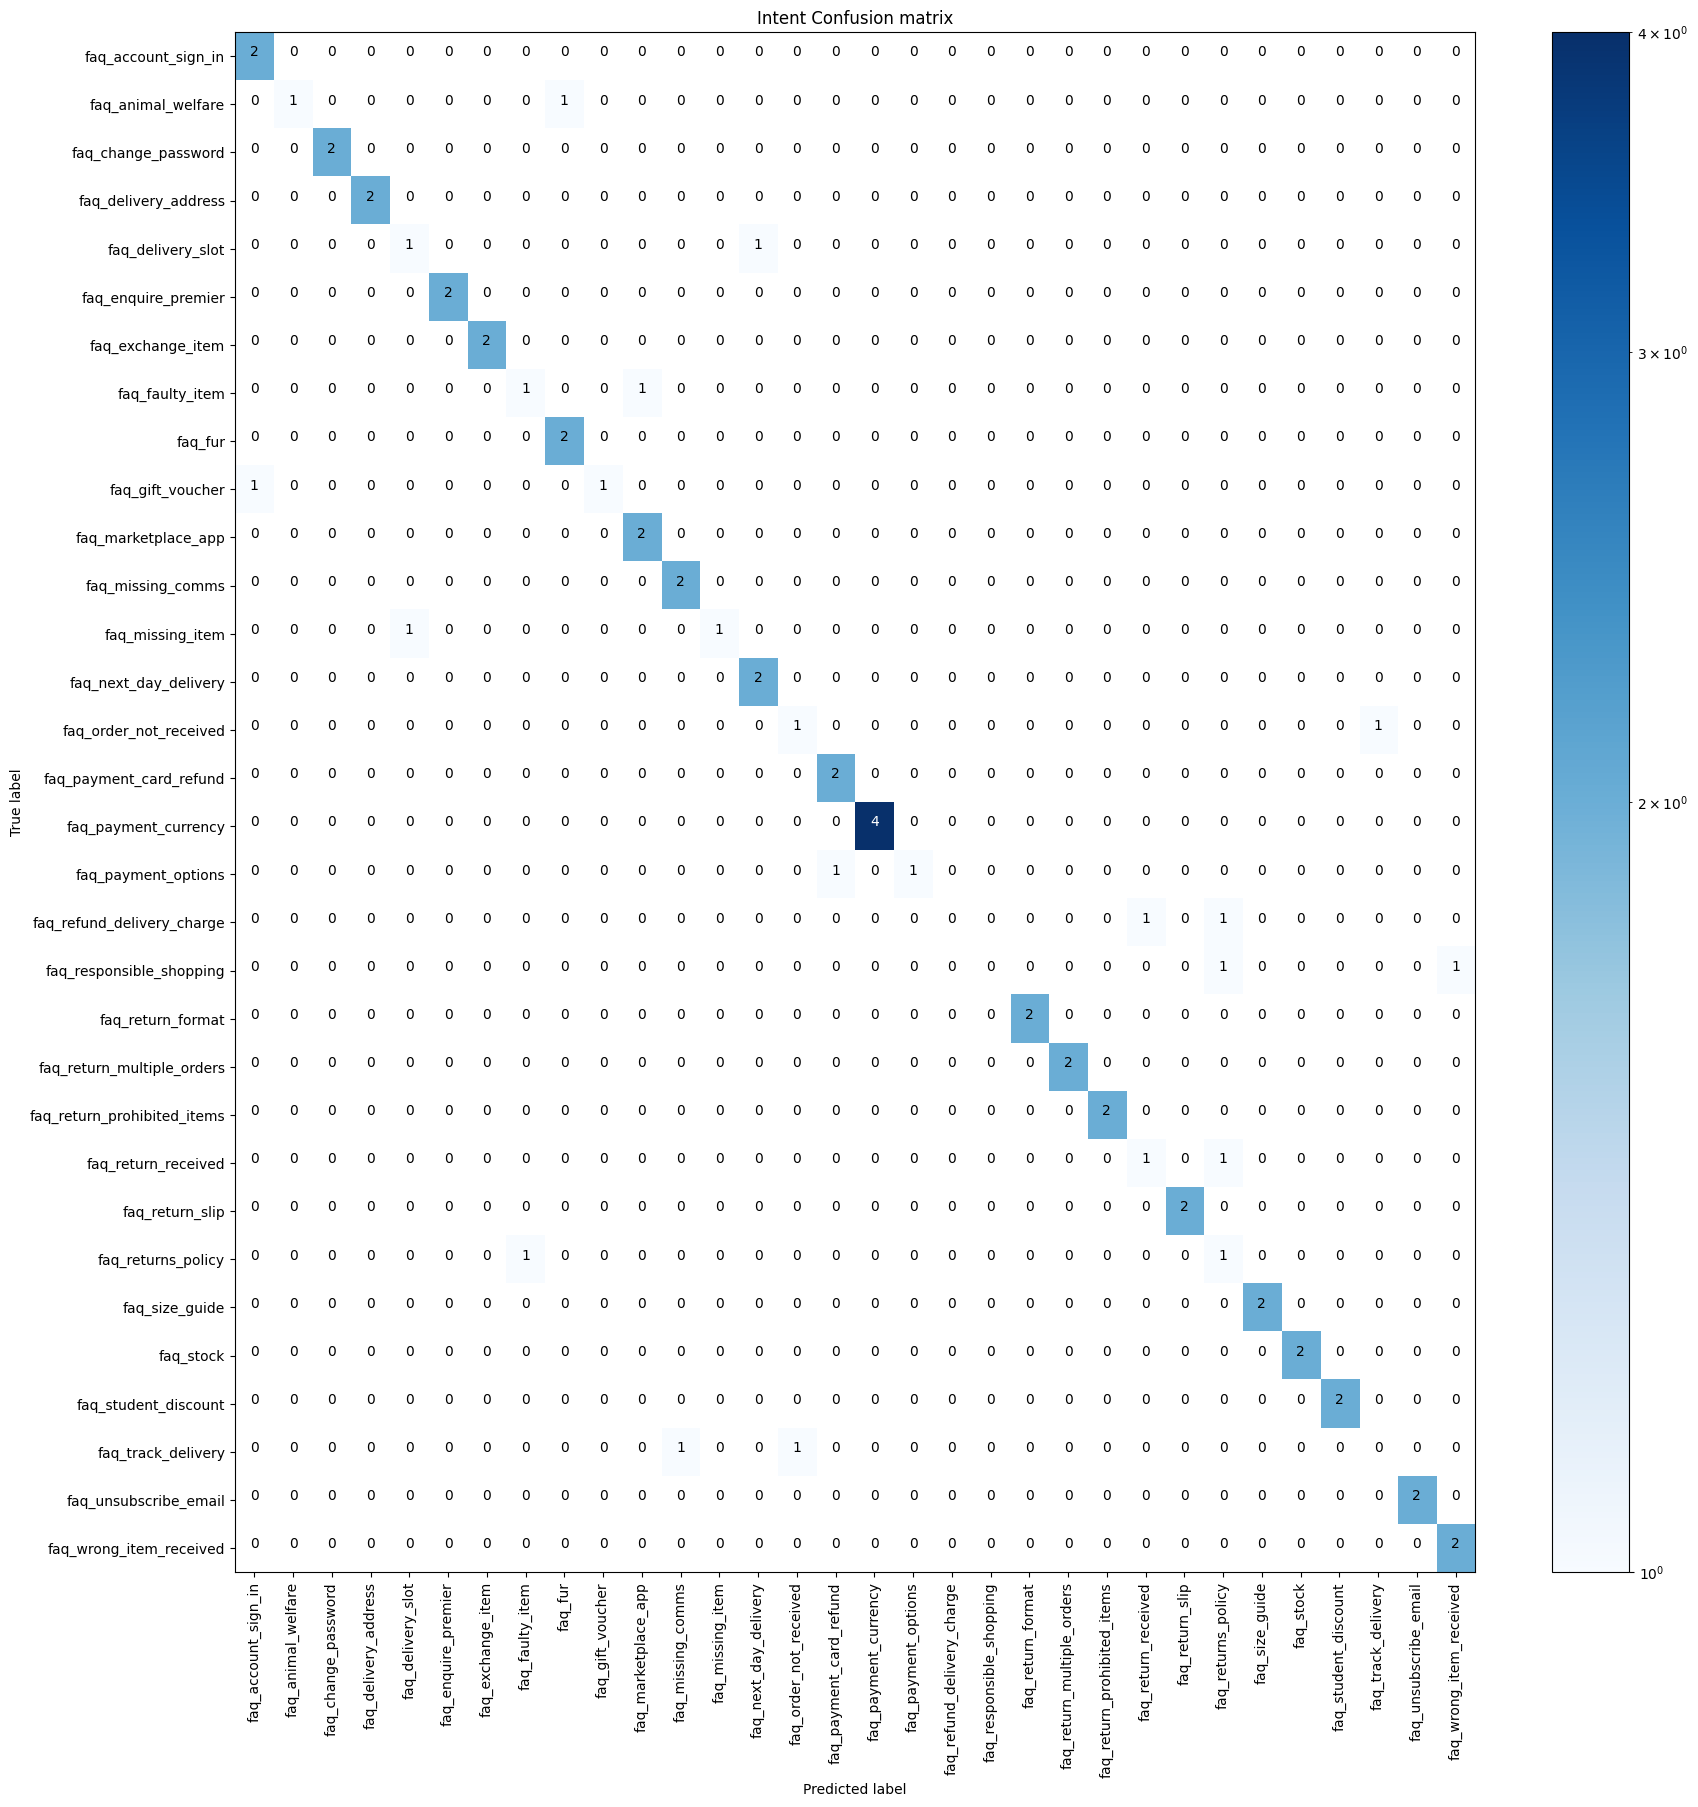 Intent Confusion matrix
faq_account_sign_in 2 0 0 0 0 0 0 0 0 0 0 0 0 0 0 0 0 0 0 0 0 0 0 0 0 0 0 0 0 0 0 0
faq_animal_welfare 0 1 0 0 0 0 0 0 1 0 0 0 0 0 0 0 0 0 0 0 0 0 0 0 0 0 0 0 0 0 0 0
faq_change_password 0 0 2 0 0 0 0 0 0 0 0 0 0 0 0 0 0 0 0 0 0 0 0 0 0 0 0 0 0 0 0 0
faq_delivery_address 0 0 0 2 0 0 0 0 0 0 0 0 0 0 0 0 0 0 0 0 0 0 0 0 0 0 0 0 0 0 0 0
faq_delivery_slot 0 0 0 0 1 0 0 0 0 0 0 0 0 1 0 0 0 0 0 0 0 0 0 0 0 0 0 0 0 0 0 0
faq_enquire_premier 0 0 0 0 0 2 0 0 0 0 0 0 0 0 0 0 0 0 0 0 0 0 0 0 0 0 0 0 0 0 0 0
faq_exchange_item 0 0 0 0 0 0 2 0 0 0 0 0 0 0 0 0 0 0 0 0 0 0 0 0 0 0 0 0 0 0 0 0
faq_faulty_item 0 0 0 0 0 0 0 1 0 0 1 0 0 0 0 0 0 0 0 0 0 0 0 0 0 0 0 0 0 0 0 0
faq_fur 0 0 0 0 0 0 0 0 2 0 0 0 0 0 0 0 0 0 0 0 0 0 0 0 0 0 0 0 0 0 0 0
faq_gift_voucher 1 0 0 0 0 0 0 0 0 1 0 0 0 0 0 0 0 0 0 0 0 0 0 0 0 0 0 0 0 0 0 0
faq_marketplace_app 0 0 0 0 0 0 0 0 0 0 2 0 0 0 0 0 0 0 0 0 0 0 0 0 0 0 0 0 0 0 0 0
faq_missing_comms 0 0 0 0 0 0 0 0 0 0 0 2 0 0 0 0 0 0 0 0 0 0 0 0 0 0 0 0 0 0 0 0
faq_missing_item 0 0 0 0 1 0 0 0 0 0 0 0 1 0 0 0 0 0 0 0 0 0 0 0 0 0 0 0 0 0 0 0
faq_next_day_delivery 0 0 0 0 0 0 0 0 0 0 0 0 0 2 0 0 0 0 0 0 0 0 0 0 0 0 0 0 0 0 0 0
faq_order_not_received 0 0 0 0 0 0 0 0 0 0 0 0 0 0 1 0 0 0 0 0 0 0 0 0 0 0 0 0 0 1 0 0
faq_payment_card_refund 0 0 0 0 0 0 0 0 0 0 0 0 0 0 0 2 0 0 0 0 0 0 0 0 0 0 0 0 0 0 0 0
faq_payment_currency 0 0 0 0 0 0 0 0 0 0 0 0 0 0 0 0 4 0 0 0 0 0 0 0 0 0 0 0 0 0 0 0
faq_payment_options 0 0 0 0 0 0 0 0 0 0 0 0 0 0 0 1 0 1 0 0 0 0 0 0 0 0 0 0 0 0 0 0
faq_refund_delivery_charge 0 0 0 0 0 0 0 0 0 0 0 0 0 0 0 0 0 0 0 0 0 0 0 1 0 1 0 0 0 0 0 0
faq_responsible_shopping 0 0 0 0 0 0 0 0 0 0 0 0 0 0 0 0 0 0 0 0 0 0 0 0 0 1 0 0 0 0 0 1
faq_return_format 0 0 0 0 0 0 0 0 0 0 0 0 0 0 0 0 0 0 0 0 2 0 0 0 0 0 0 0 0 0 0 0
faq_return_multiple_orders 0 0 0 0 0 0 0 0 0 0 0 0 0 0 0 0 0 0 0 0 0 2 0 0 0 0 0 0 0 0 0 0
faq_return_prohibited_items 0 0 0 0 0 0 0 0 0 0 0 0 0 0 0 0 0 0 0 0 0 0 2 0 0 0 0 0 0 0 0 0
faq_return_received 0 0 0 0 0 0 0 0 0 0 0 0 0 0 0 0 0 0 0 0 0 0 0 1 0 1 0 0 0 0 0 0
faq_return_slip 0 0 0 0 0 0 0 0 0 0 0 0 0 0 0 0 0 0 0 0 0 0 0 0 2 0 0 0 0 0 0 0
faq_returns_policy 0 0 0 0 0 0 0 1 0 0 0 0 0 0 0 0 0 0 0 0 0 0 0 0 0 1 0 0 0 0 0 0
faq_size_guide 0 0 0 0 0 0 0 0 0 0 0 0 0 0 0 0 0 0 0 0 0 0 0 0 0 0 2 0 0 0 0 0
faq_stock 0 0 0 0 0 0 0 0 0 0 0 0 0 0 0 0 0 0 0 0 0 0 0 0 0 0 0 2 0 0 0 0
faq_student_discount 0 0 0 0 0 0 0 0 0 0 0 0 0 0 0 0 0 0 0 0 0 0 0 0 0 0 0 0 2 0 0 0
faq_track_delivery 0 0 0 0 0 0 0 0 0 0 0 1 0 0 1 0 0 0 0 0 0 0 0 0 0 0 0 0 0 0 0 0
faq_unsubscribe_email 0 0 0 0 0 0 0 0 0 0 0 0 0 0 0 0 0 0 0 0 0 0 0 0 0 0 0 0 0 0 2 0
faq_wrong_item_received 0 0 0 0 0 0 0 0 0 0 0 0 0 0 0 0 0 0 0 0 0 0 0 0 0 0 0 0 0 0 0 2
True label
faq_account_sign_in
faq_animal_welfare
faq_change_password
faq_delivery_address
faq_delivery_slot
faq_enquire_premier
faq_exchange_item
faq_faulty_item
faq_fur
faq_gift_voucher
faq_marketplace_app
faq_missing_comms
faq_missing_item
faq_next_day_delivery
faq_order_not_received
faq_payment_card_refund
faq_payment_currency
faq_payment_options
faq_refund_delivery_charge
faq_responsible_shopping
faq_return_format
faq_return_multiple_orders
faq_return_prohibited_items
faq_return_received
faq_return_slip
faq_returns_policy
faq_size_guide
faq_stock
faq_student_discount
faq_track_delivery
faq_unsubscribe_email
faq_wrong_item_received
Predicted label
4 × 10⁰
3 × 10⁰
2 × 10⁰
10⁰